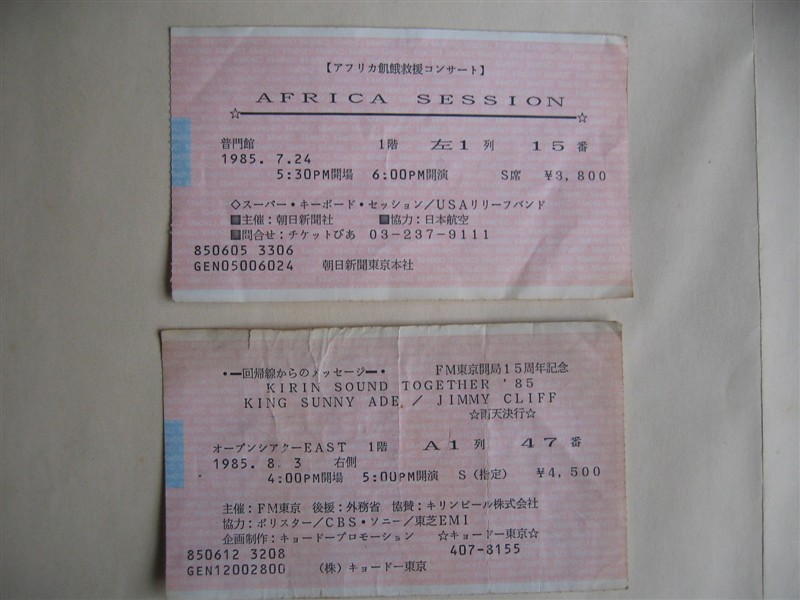 【アフリカ飢餓救援コンサート】
AFRICA SESSION
☆ ☆
普門館 1階 左1列 15番
1985. 7.24
5:30PM開場 6:00PM開演 S席 ¥3,800
◇スーパー・キーボード・セッション/USAリリーフバンド
■主催:朝日新聞社 ■協力:日本航空
■問合せ:チケットぴあ 03-237-9111
850605 3306
GEN05006024 朝日新聞東京本社
・━回帰線からのメッセージ━・ FM東京開局15周年記念
KIRIN SOUND TOGETHER '85
KING SUNNY ADE / JIMMY CLIFF
☆雨天決行☆
オープンシアターEAST 1階 A1列 47番
1985. 8. 3 右側
4:00PM開場 5:00PM開演 S(指定) ¥4,500
主催:FM東京 後援:外務省 協賛:キリンビール株式会社
協力:ポリスター/CBS・ソニー/東芝EMI
企画制作:キョードープロモーション ☆キョードー東京☆
850612 3208 407-8155
GEN12002800 (株)キョードー東京